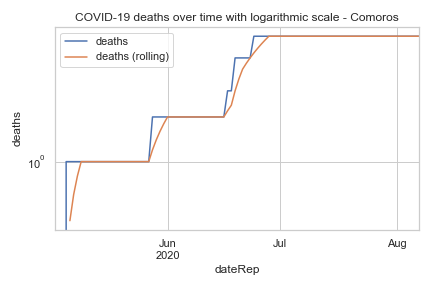 COVID-19 deaths over time with logarithmic scale - Comoros
deaths
deaths (rolling)
deaths
10⁰
Jun
2020
Jul
Aug
dateRep